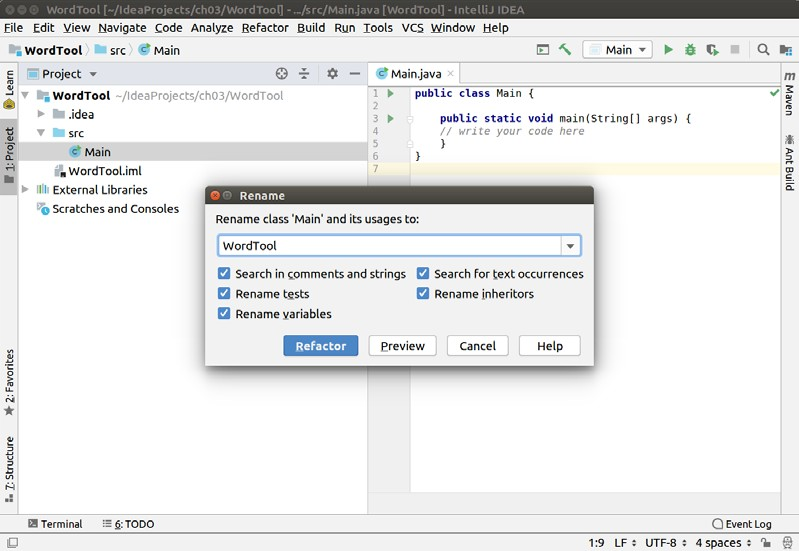 WordTool [~/IdeaProjects/ch03/WordTool] - .../src/Main.java [WordTool] - IntelliJ IDEA
File Edit View Navigate Code Analyze Refactor Build Run Tools VCS Window Help
WordTool src Main Main
Learn
1: Project
2: Favorites
7: Structure
Project
WordTool ~/IdeaProjects/ch03/WordTool
.idea
src
Main
WordTool.iml
External Libraries
Scratches and Consoles
Main.java
1 public class Main {
2
3 public static void main(String[] args) {
4 // write your code here
5 }
6 }
7
m Maven
Ant Build
Rename
Rename class 'Main' and its usages to:
WordTool
Search in comments and strings Search for text occurrences
Rename tests Rename inheritors
Rename variables
Refactor Preview Cancel Help
Terminal 6: TODO Event Log
1:9 LF UTF-8 4 spaces